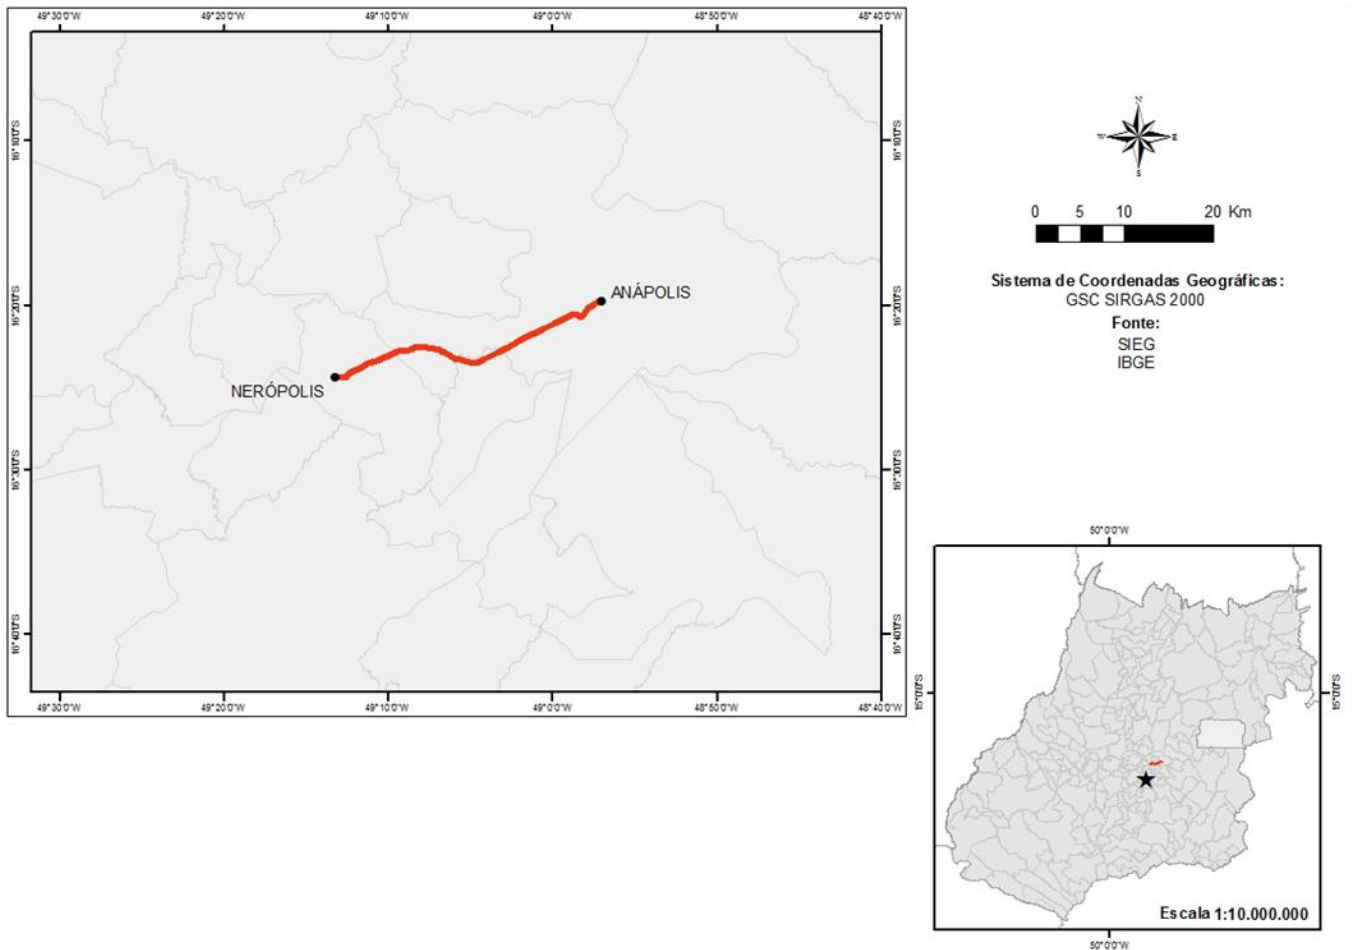 49°30'0"W 49°20'0"W 49°10'0"W 49°0'0"W 48°50'0"W 48°40'0"W
16°10'0"S 16°10'0"S
16°20'0"S 16°20'0"S
ANÁPOLIS
NERÓPOLIS
16°30'0"S 16°30'0"S
16°40'0"S 16°40'0"S
49°30'0"W 49°20'0"W 49°10'0"W 49°0'0"W 48°50'0"W 48°40'0"W
N
W E
S
0 5 10 20 Km
Sistema de Coordenadas Geográficas:
GSC SIRGAS 2000
Fonte:
SIEG
IBGE
50°0'0"W
15°0'0"S 15°0'0"S
Escala 1:10.000.000
50°0'0"W